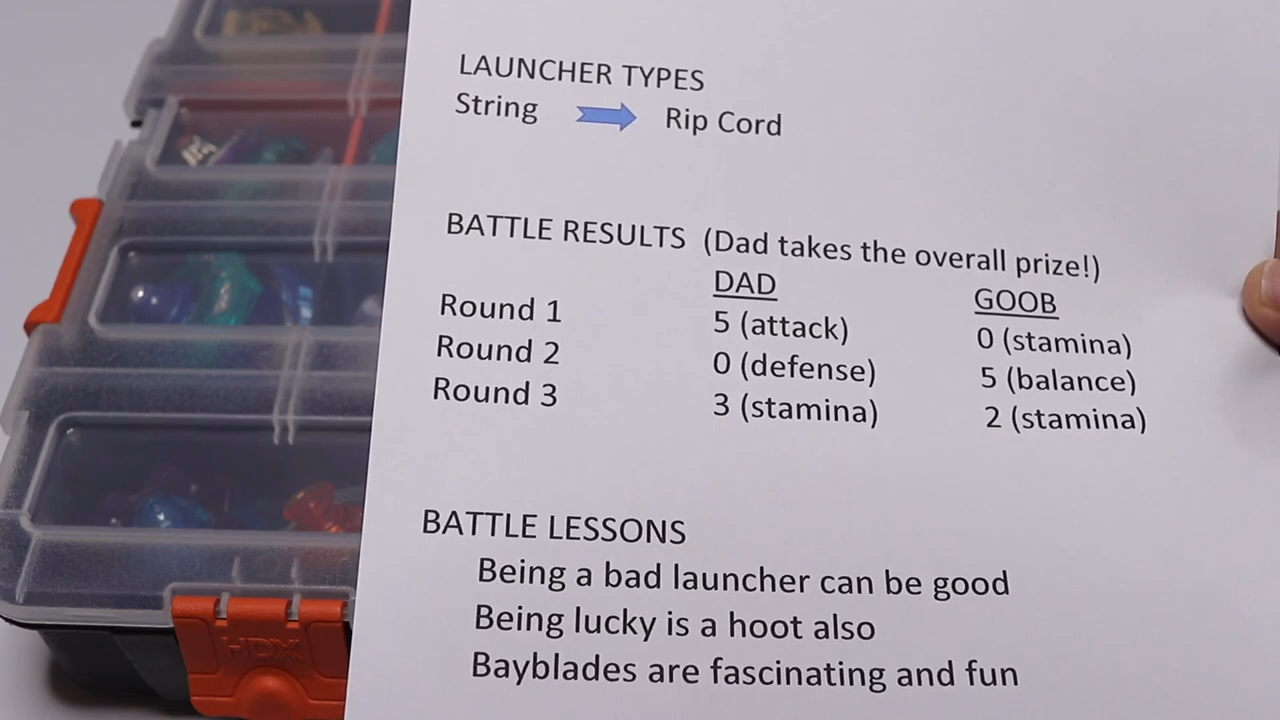 LAUNCHER TYPES
String Rip Cord
BATTLE RESULTS (Dad takes the overall prize!)
DAD GOOB
Round 1 5 (attack) 0 (stamina)
Round 2 0 (defense) 5 (balance)
Round 3 3 (stamina) 2 (stamina)
BATTLE LESSONS
Being a bad launcher can be good
Being lucky is a hoot also
Bayblades are fascinating and fun
HDX